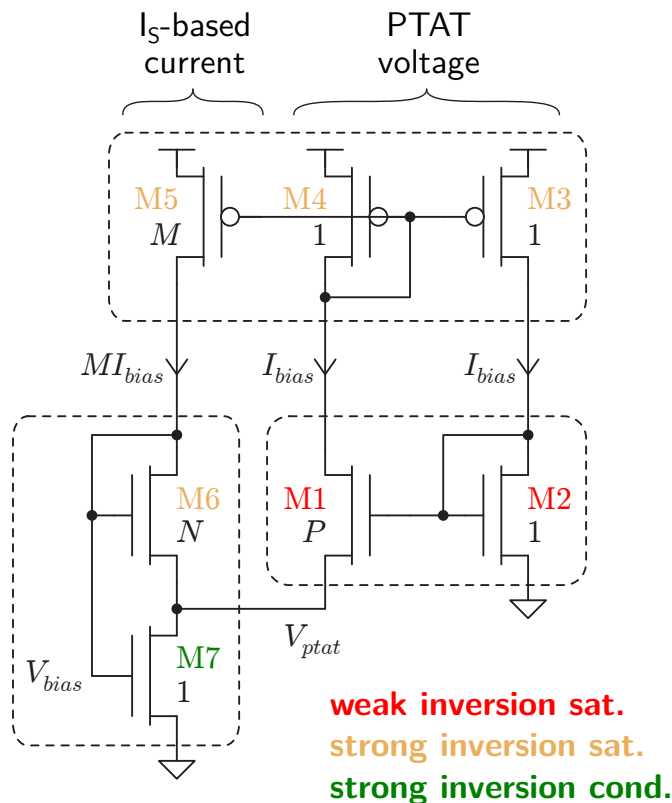 I_S-based current
PTAT voltage
M5
M
M4
1
M3
1
MI_bias
I_bias
I_bias
M6
N
M1
P
M2
1
V_bias
M7
1
V_ptat
weak inversion sat.
strong inversion sat.
strong inversion cond.